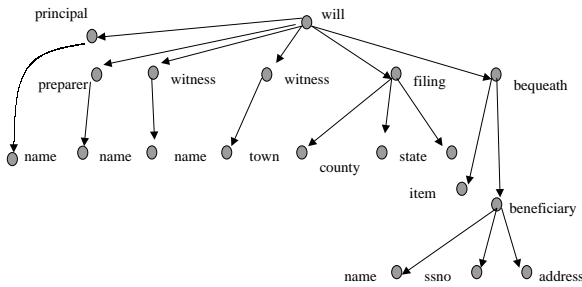 principal
will
preparer
witness
witness
filing
bequeath
name
name
name
town
county
state
item
beneficiary
name
ssno
address